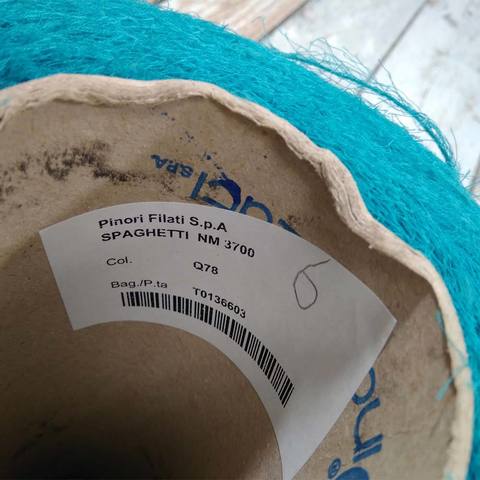 Pinori Filati S.p.A
SPAGHETTI NM 3700
Col. Q78
Bag./P.ta T0136603
S.P.A.